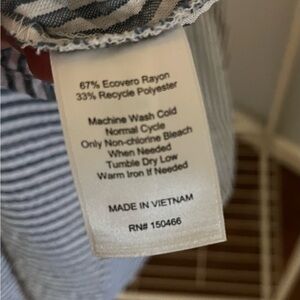 67% Ecovero Rayon
33% Recycle Polyester
Machine Wash Cold
Normal Cycle
Only Non-chlorine Bleach
When Needed
Tumble Dry Low
Warm Iron If Needed
MADE IN VIETNAM
RN# 150466